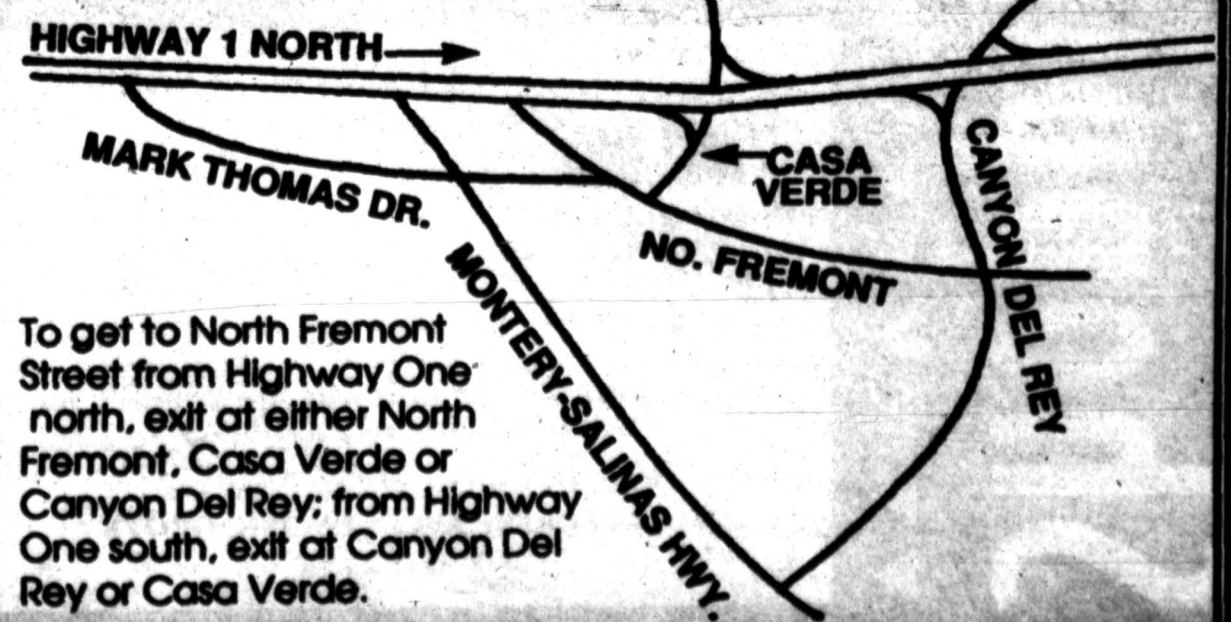 HIGHWAY 1 NORTH
MARK THOMAS DR.
CASA
VERDE
CANYON DEL REY
NO. FREMONT
MONTERY-SALINAS HWY.
To get to North Fremont
Street from Highway One
north, exit at either North
Fremont, Casa Verde or
Canyon Del Rey; from Highway
One south, exit at Canyon Del
Rey or Casa Verde.